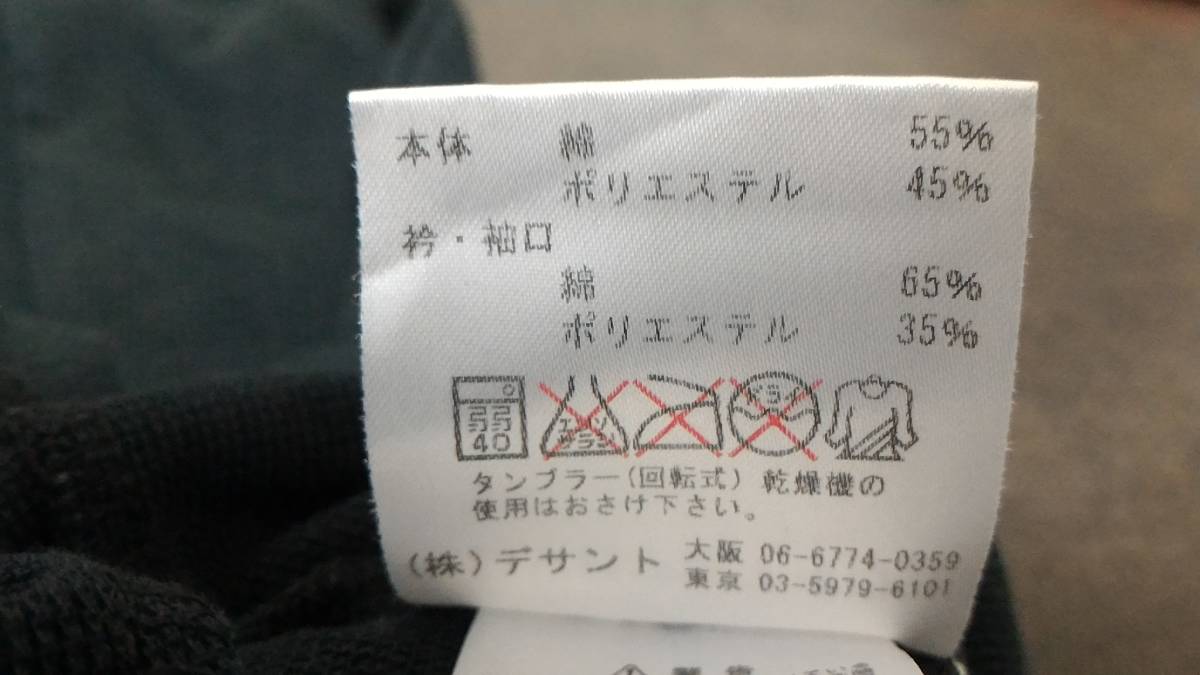 本体 綿 55%
ポリエステル 45%
衿・袖口
綿 65%
ポリエステル 35%
弱
40
エンソ
サラシ
タンブラー(回転式) 乾燥機の
使用はおさけ下さい。
(株)デサント 大阪 06-6774-0359
東京 03-5979-6101